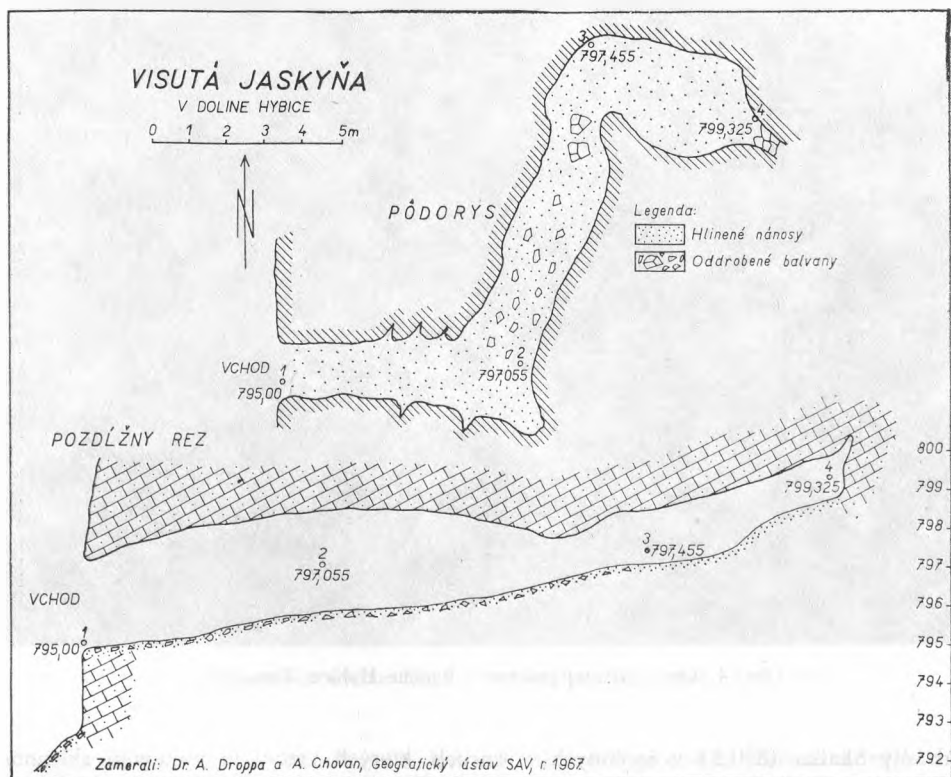 VISUTÁ JASKYŇA
V DOLINE HYBICE
0 1 2 3 4 5m
N
PÔDORYS
3
797,455
4
799,325
Legenda:
Hlinené nánosy
Oddrobené balvany
VCHOD
1
795,00
2
797,055
POZDĹŽNY REZ
800
799
798
797
796
795
794
793
792
4
799,325
3
797,455
2
797,055
VCHOD
1
795,00
Zamerali: Dr. A. Droppa a A. Chovan, Geografický ústav SAV, r. 1967